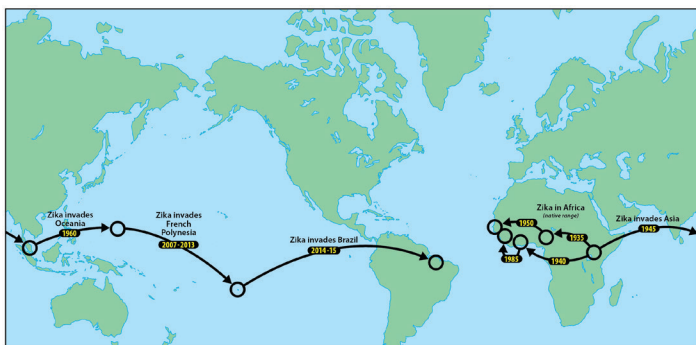 Zika invades
Oceania
1960
Zika invades
French
Polynesia
2007-2013
Zika invades Brazil
2014-15
Zika in Africa
(native range)
1950
1935
1985
1940
Zika invades Asia
1945